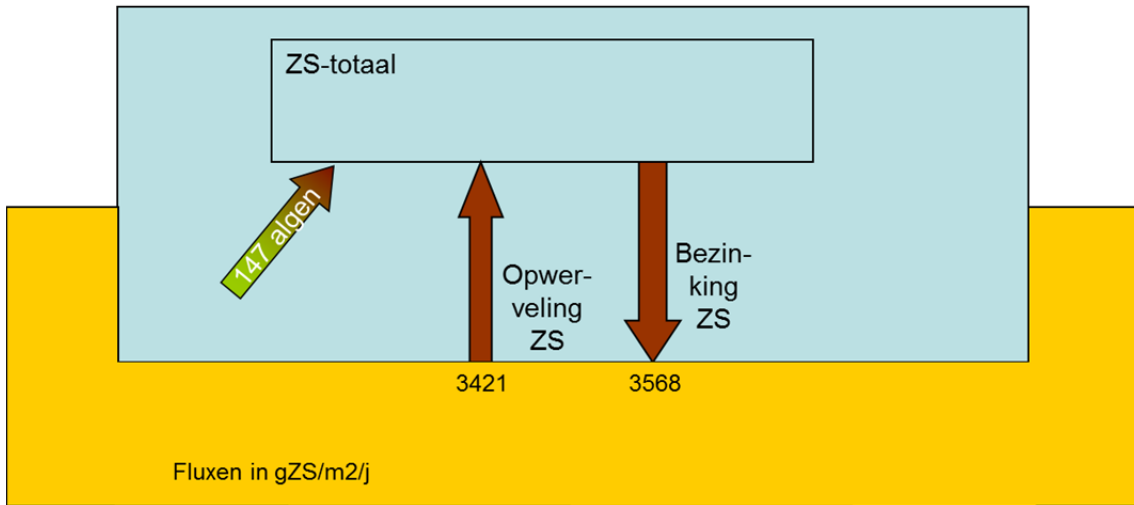 ZS-totaal
147 algen
Opwer-
veling
ZS
Bezin-
king
ZS
3421
3568
Fluxen in gZS/m2/j